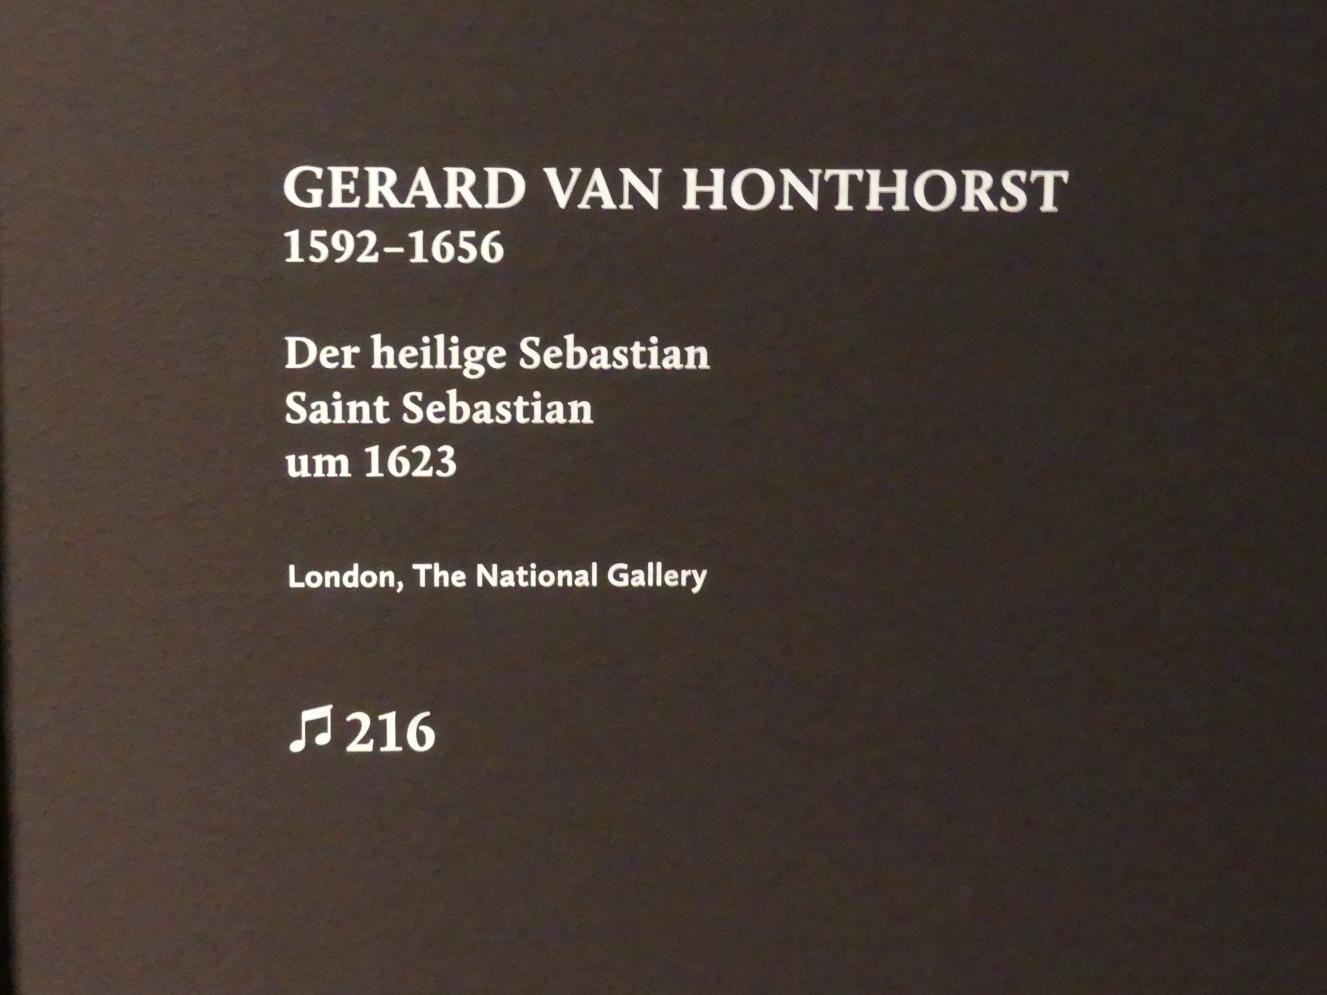 GERARD VAN HONTHORST
1592–1656
Der heilige Sebastian
Saint Sebastian
um 1623
London, The National Gallery
♫ 216